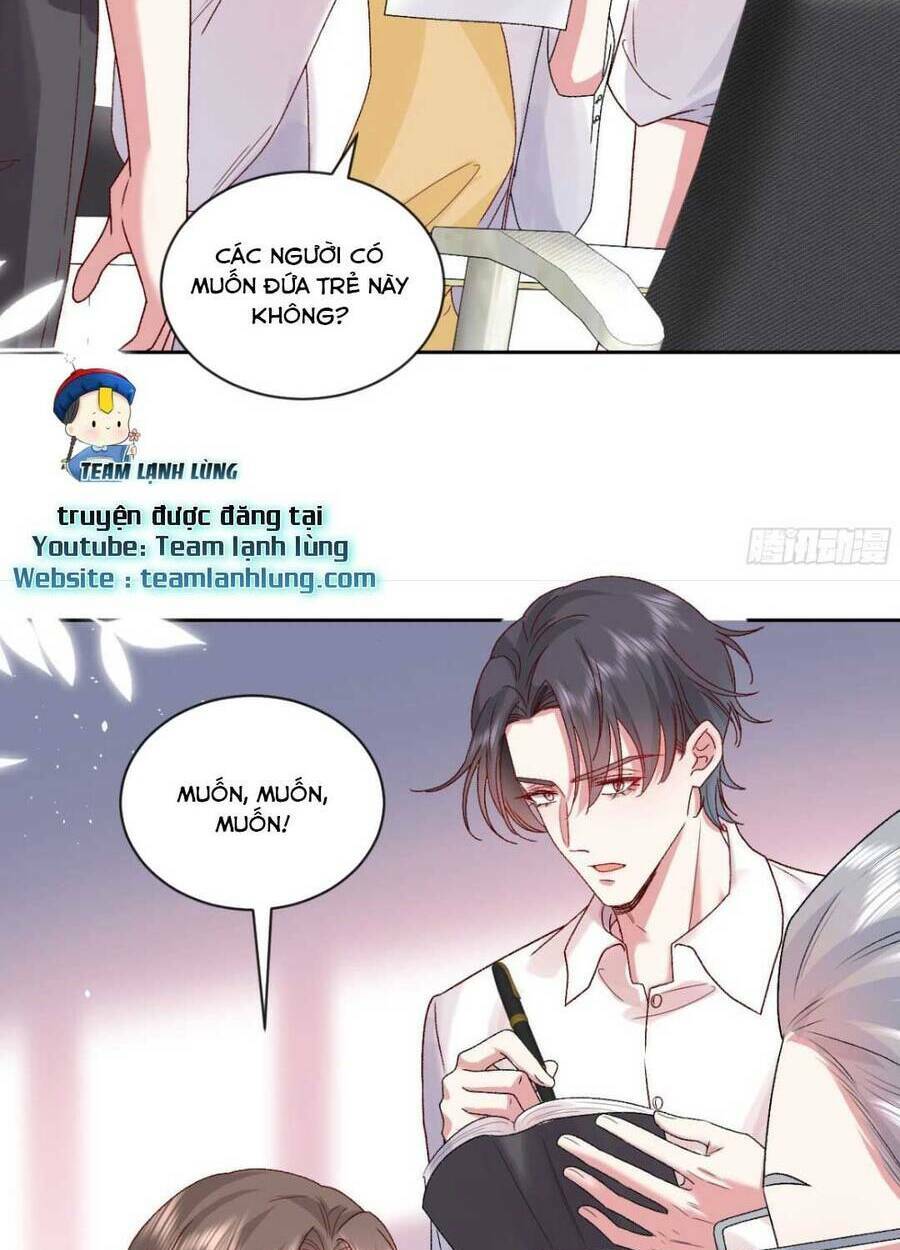 CÁC NGƯỜI CÓ
MUỐN ĐỨA TRẺ NÀY
KHÔNG?
TEAM LẠNH LÙNG
truyện được đăng tại
Youtube: Team lạnh lùng
Website : teamlanhlung.com
腾讯动漫
MUỐN, MUỐN,
MUỐN!